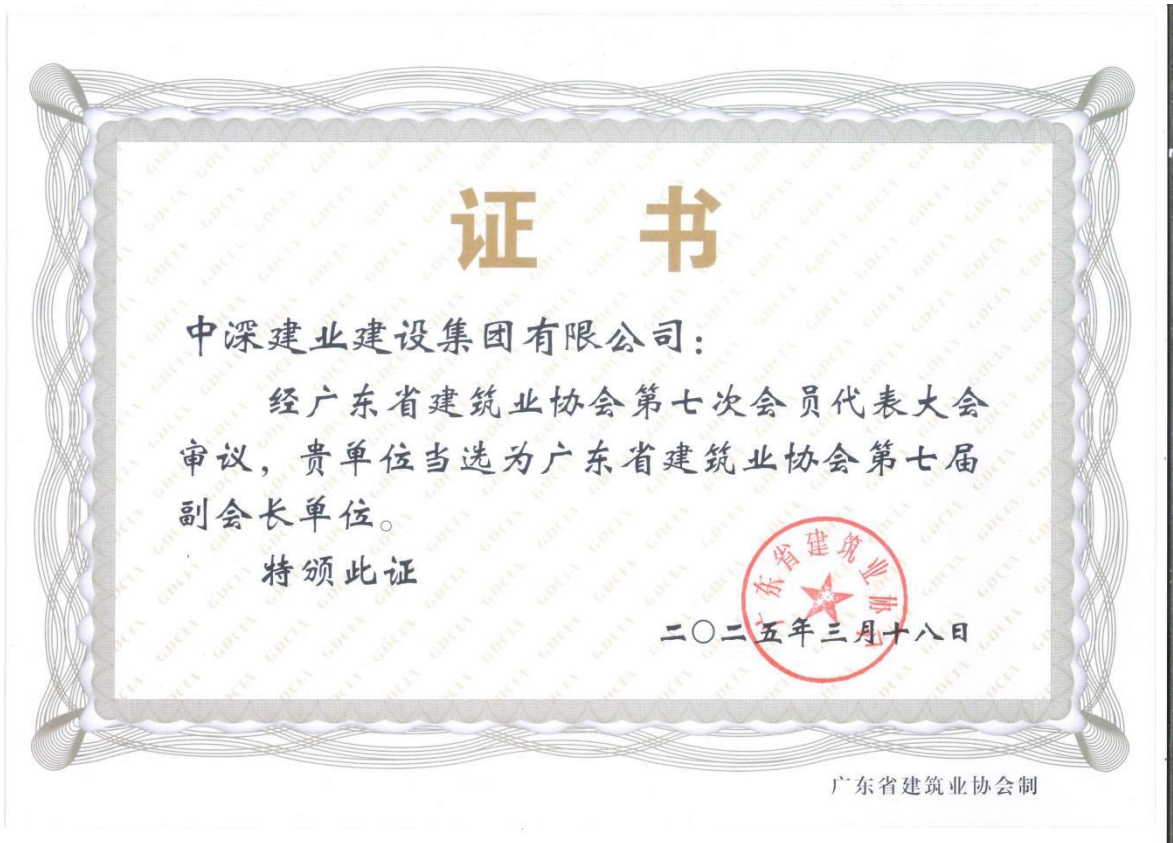 证 书
中深建业建设集团有限公司：
经广东省建筑业协会第七次会员代表大会
审议，贵单位当选为广东省建筑业协会第七届
副会长单位。
特颁此证
广东省建筑业协会
二〇二五年三月十八日
广东省建筑业协会制